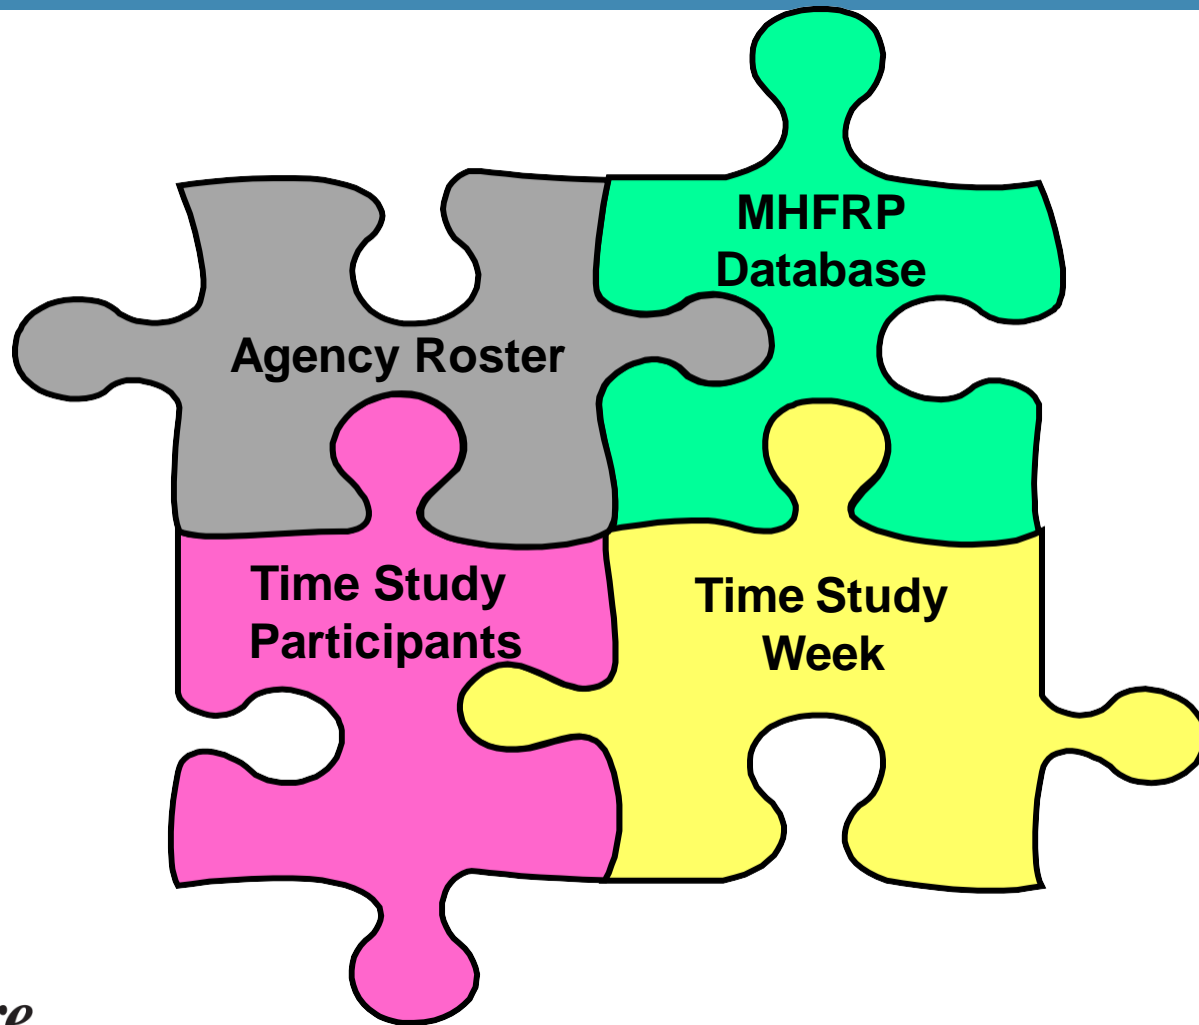 MHFRP
Database
Agency Roster
Time Study
Participants
Time Study
Week